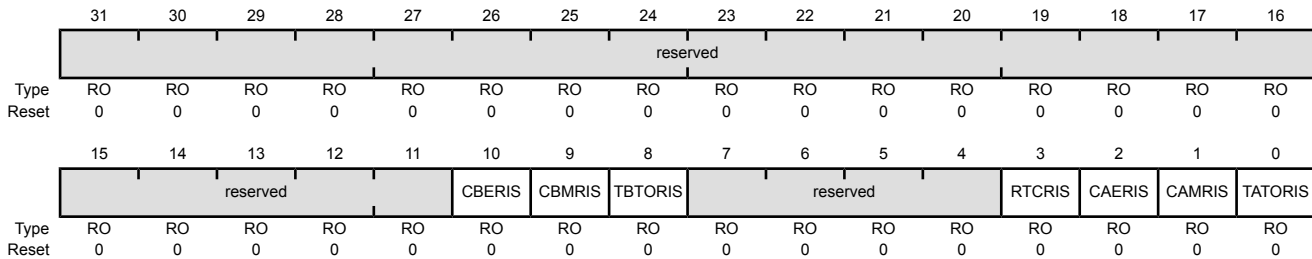 31 30 29 28 27 26 25 24 23 22 21 20 19 18 17 16
reserved
Type RO RO RO RO RO RO RO RO RO RO RO RO RO RO RO RO
Reset 0 0 0 0 0 0 0 0 0 0 0 0 0 0 0 0
15 14 13 12 11 10 9 8 7 6 5 4 3 2 1 0
reserved CBERIS CBMRIS TBTORIS reserved RTCRIS CAERIS CAMRIS TATORIS
Type RO RO RO RO RO RO RO RO RO RO RO RO RO RO RO RO
Reset 0 0 0 0 0 0 0 0 0 0 0 0 0 0 0 0